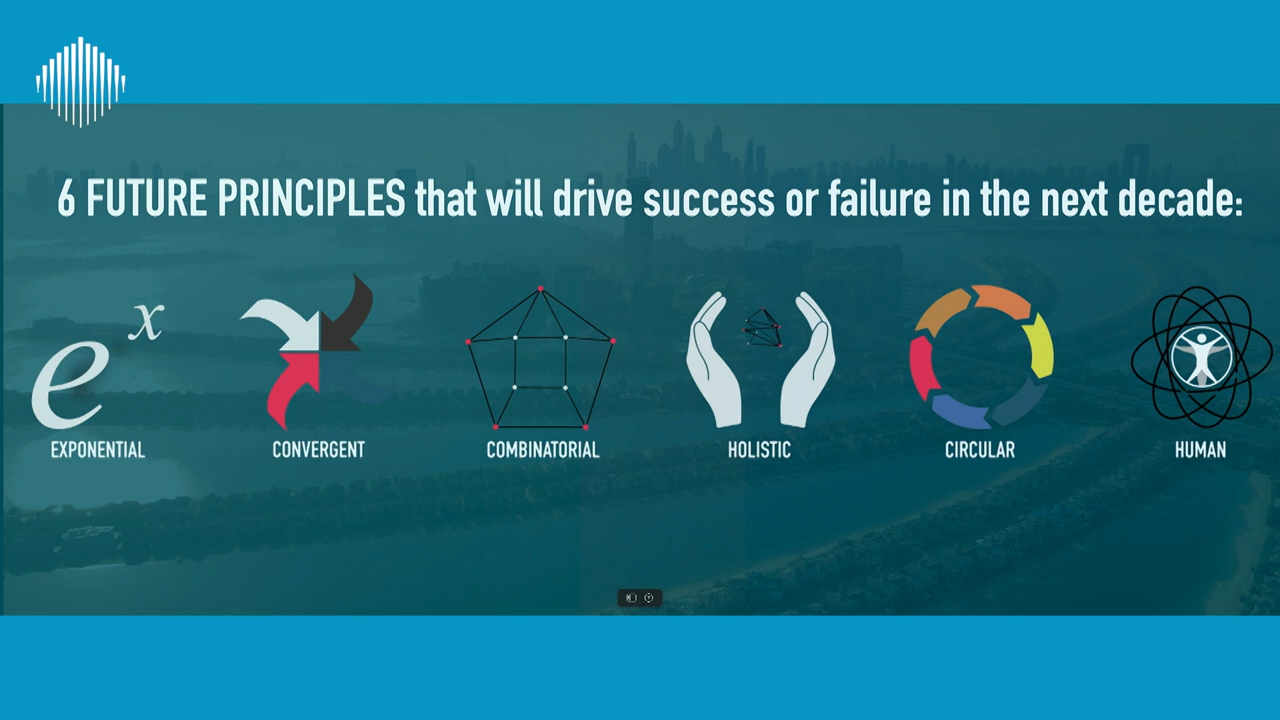 6 FUTURE PRINCIPLES that will drive success or failure in the next decade:
e^x
EXPONENTIAL
CONVERGENT
COMBINATORIAL
HOLISTIC
CIRCULAR
HUMAN